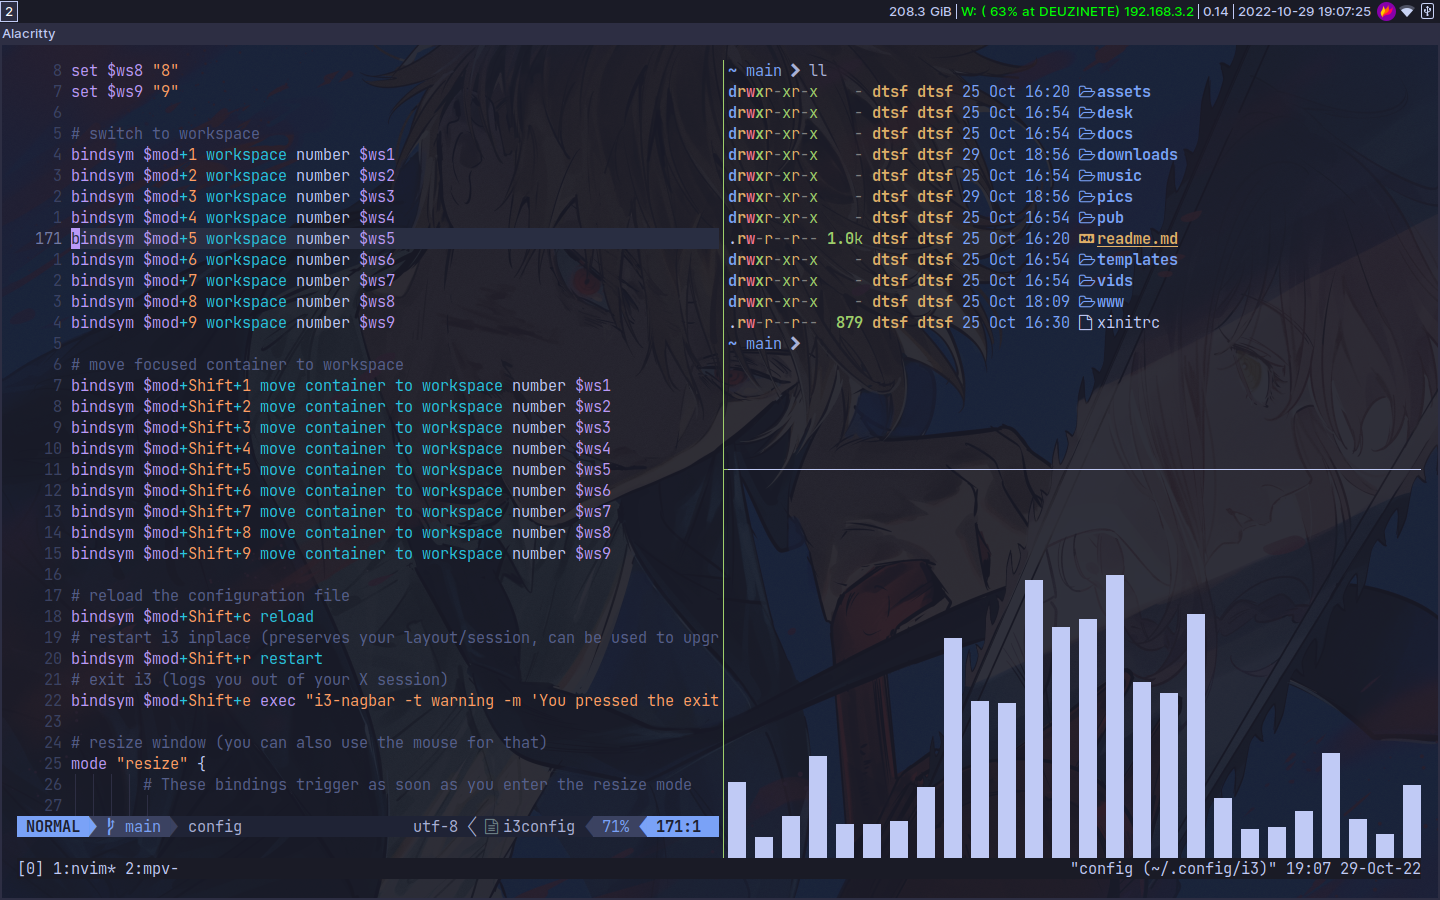 2
208.3 GiB | W: ( 63% at DEUZINETE) 192.168.3.2 | 0.14 | 2022-10-29 19:07:25
Alacritty
8 set $ws8 "8"
7 set $ws9 "9"
6
5 # switch to workspace
4 bindsym $mod+1 workspace number $ws1
3 bindsym $mod+2 workspace number $ws2
2 bindsym $mod+3 workspace number $ws3
1 bindsym $mod+4 workspace number $ws4
171 bindsym $mod+5 workspace number $ws5
1 bindsym $mod+6 workspace number $ws6
2 bindsym $mod+7 workspace number $ws7
3 bindsym $mod+8 workspace number $ws8
4 bindsym $mod+9 workspace number $ws9
5
6 # move focused container to workspace
7 bindsym $mod+Shift+1 move container to workspace number $ws1
8 bindsym $mod+Shift+2 move container to workspace number $ws2
9 bindsym $mod+Shift+3 move container to workspace number $ws3
10 bindsym $mod+Shift+4 move container to workspace number $ws4
11 bindsym $mod+Shift+5 move container to workspace number $ws5
12 bindsym $mod+Shift+6 move container to workspace number $ws6
13 bindsym $mod+Shift+7 move container to workspace number $ws7
14 bindsym $mod+Shift+8 move container to workspace number $ws8
15 bindsym $mod+Shift+9 move container to workspace number $ws9
16
17 # reload the configuration file
18 bindsym $mod+Shift+c reload
19 # restart i3 inplace (preserves your layout/session, can be used to upgr
20 bindsym $mod+Shift+r restart
21 # exit i3 (logs you out of your X session)
22 bindsym $mod+Shift+e exec "i3-nagbar -t warning -m 'You pressed the exit
23
24 # resize window (you can also use the mouse for that)
25 mode "resize" {
26 # These bindings trigger as soon as you enter the resize mode
27
NORMAL main config utf-8 i3config 71% 171:1
~ main ❯ ll
drwxr-xr-x - dtsf dtsf 25 Oct 16:20 assets
drwxr-xr-x - dtsf dtsf 25 Oct 16:54 desk
drwxr-xr-x - dtsf dtsf 25 Oct 16:54 docs
drwxr-xr-x - dtsf dtsf 29 Oct 18:56 downloads
drwxr-xr-x - dtsf dtsf 25 Oct 16:54 music
drwxr-xr-x - dtsf dtsf 29 Oct 18:56 pics
drwxr-xr-x - dtsf dtsf 25 Oct 16:54 pub
.rw-r--r-- 1.0k dtsf dtsf 25 Oct 16:20 readme.md
drwxr-xr-x - dtsf dtsf 25 Oct 16:54 templates
drwxr-xr-x - dtsf dtsf 25 Oct 16:54 vids
drwxr-xr-x - dtsf dtsf 25 Oct 18:09 www
.rw-r--r-- 879 dtsf dtsf 25 Oct 16:30 xinitrc
~ main ❯
[0] 1:nvim* 2:mpv-
"config (~/.config/i3)" 19:07 29-Oct-22